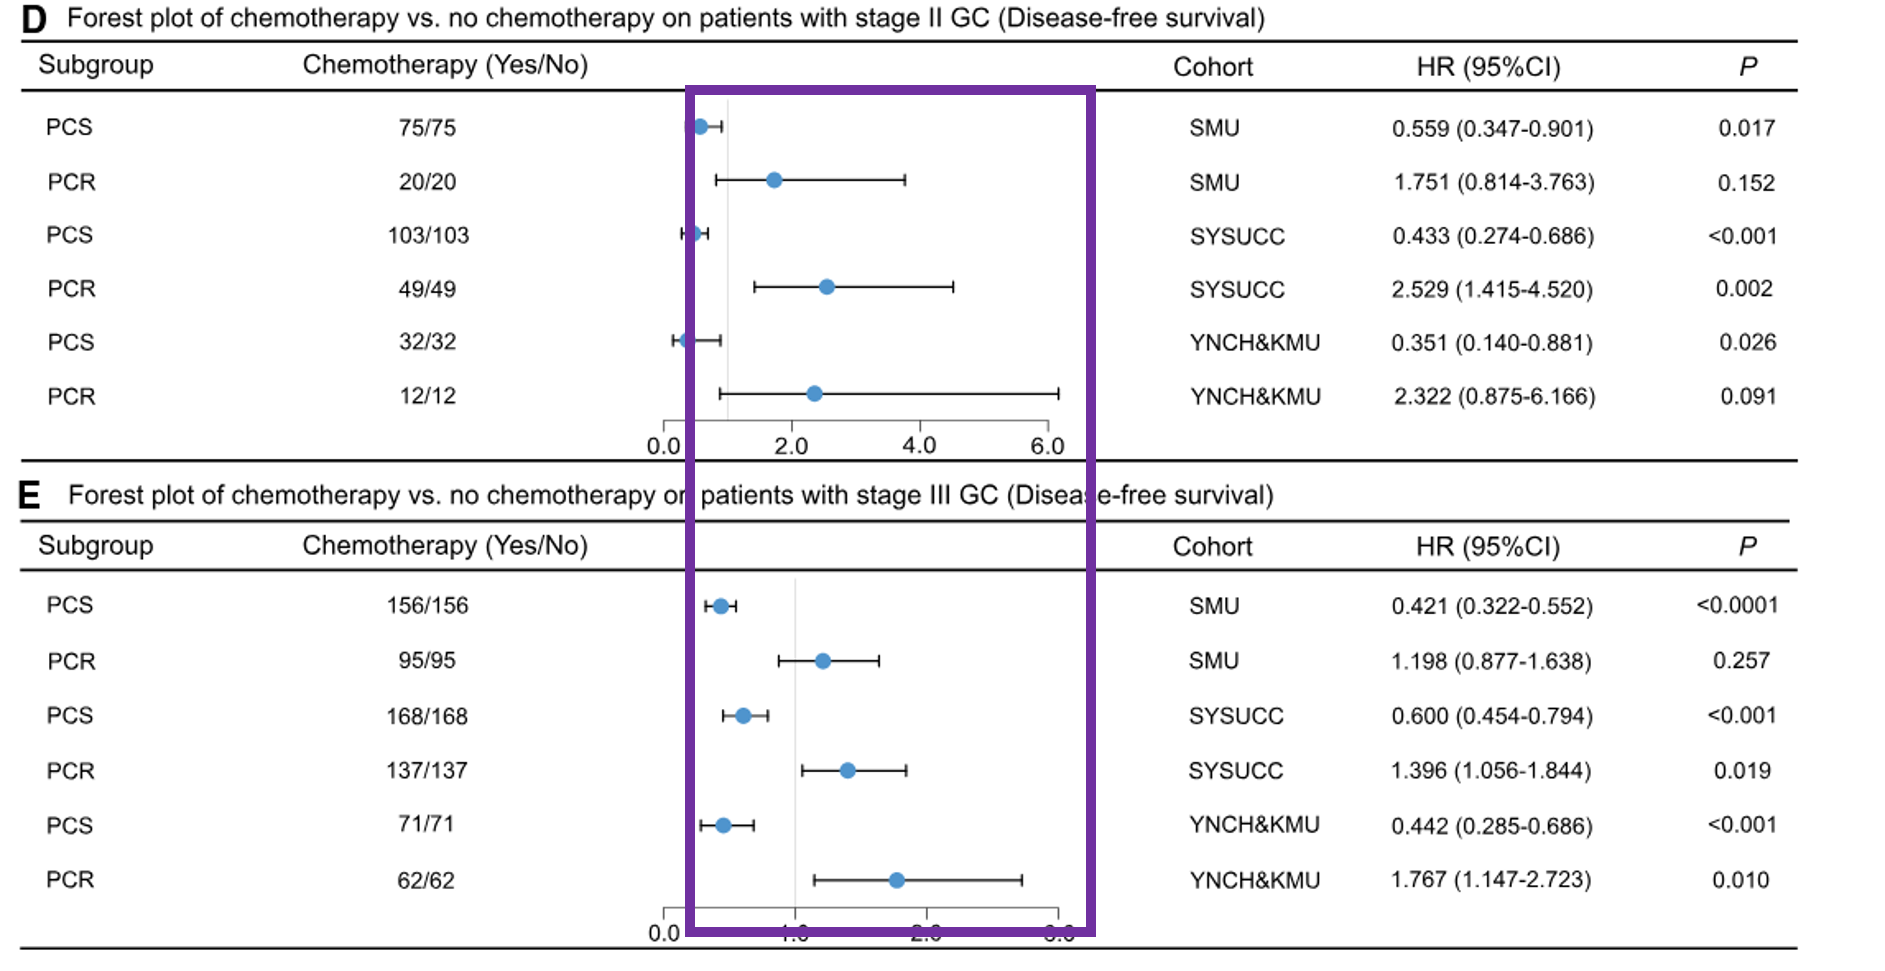 D Forest plot of chemotherapy vs. no chemotherapy on patients with stage II GC (Disease-free survival)
Subgroup Chemotherapy (Yes/No) Cohort HR (95%CI) P
PCS 75/75 SMU 0.559 (0.347-0.901) 0.017
PCR 20/20 SMU 1.751 (0.814-3.763) 0.152
PCS 103/103 SYSUCC 0.433 (0.274-0.686) <0.001
PCR 49/49 SYSUCC 2.529 (1.415-4.520) 0.002
PCS 32/32 YNCH&KMU 0.351 (0.140-0.881) 0.026
PCR 12/12 YNCH&KMU 2.322 (0.875-6.166) 0.091
0.0 2.0 4.0 6.0
E Forest plot of chemotherapy vs. no chemotherapy on patients with stage III GC (Disease-free survival)
Subgroup Chemotherapy (Yes/No) Cohort HR (95%CI) P
PCS 156/156 SMU 0.421 (0.322-0.552) <0.0001
PCR 95/95 SMU 1.198 (0.877-1.638) 0.257
PCS 168/168 SYSUCC 0.600 (0.454-0.794) <0.001
PCR 137/137 SYSUCC 1.396 (1.056-1.844) 0.019
PCS 71/71 YNCH&KMU 0.442 (0.285-0.686) <0.001
PCR 62/62 YNCH&KMU 1.767 (1.147-2.723) 0.010
0.0 1.0 2.0 3.0